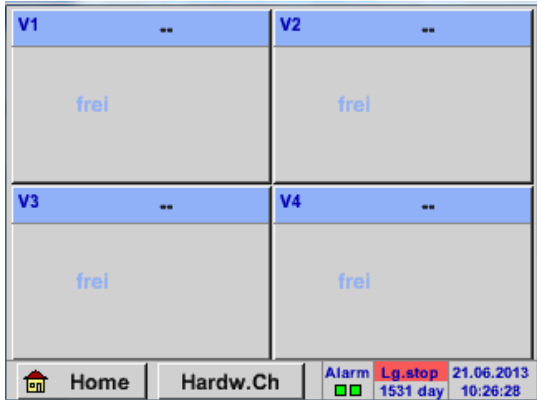 V1 --
V2 --
frei
frei
V3 --
V4 --
frei
frei
Home
Hardw.Ch
Alarm
Lg.stop
1531 day
21.06.2013
10:26:28